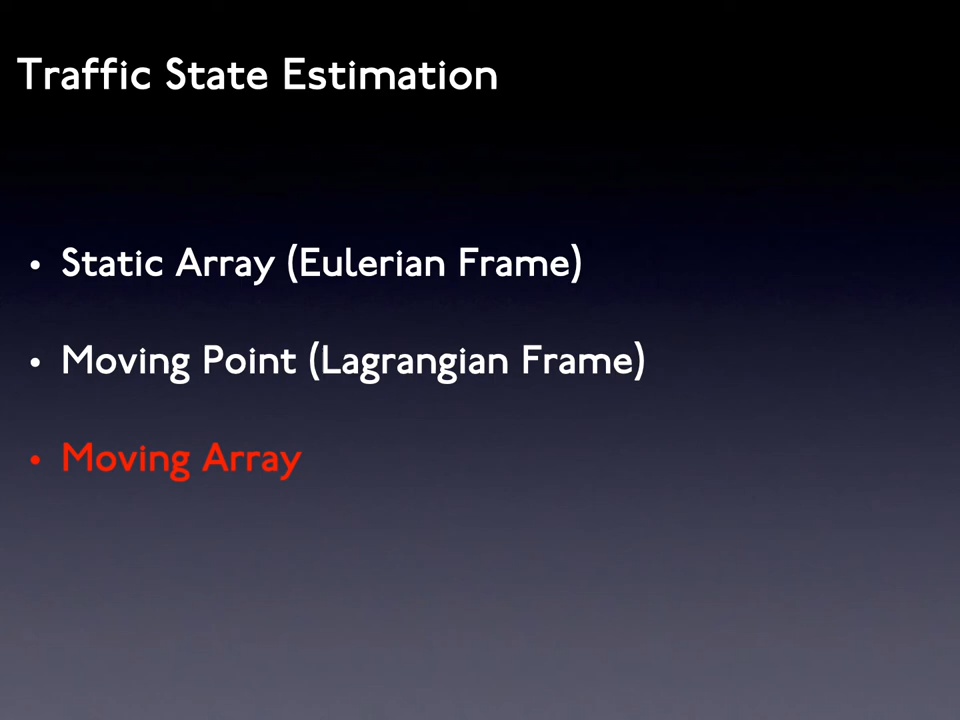 Traffic State Estimation
• Static Array (Eulerian Frame)
• Moving Point (Lagrangian Frame)
• Moving Array